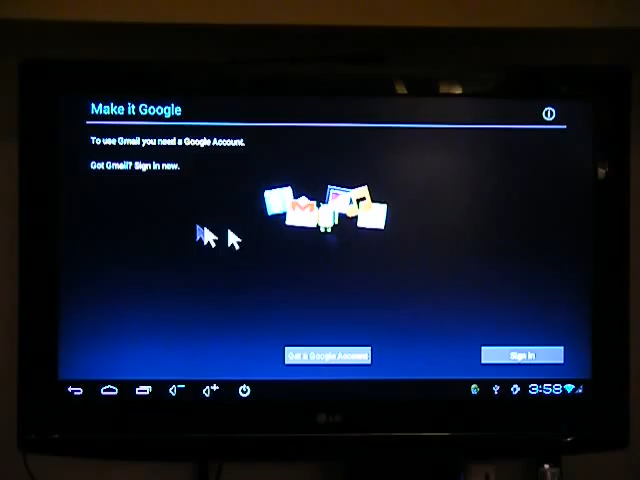 Make it Google
To use Gmail you need a Google Account.
Got Gmail? Sign in now.
Get a Google Account
Sign in
3:58
LG